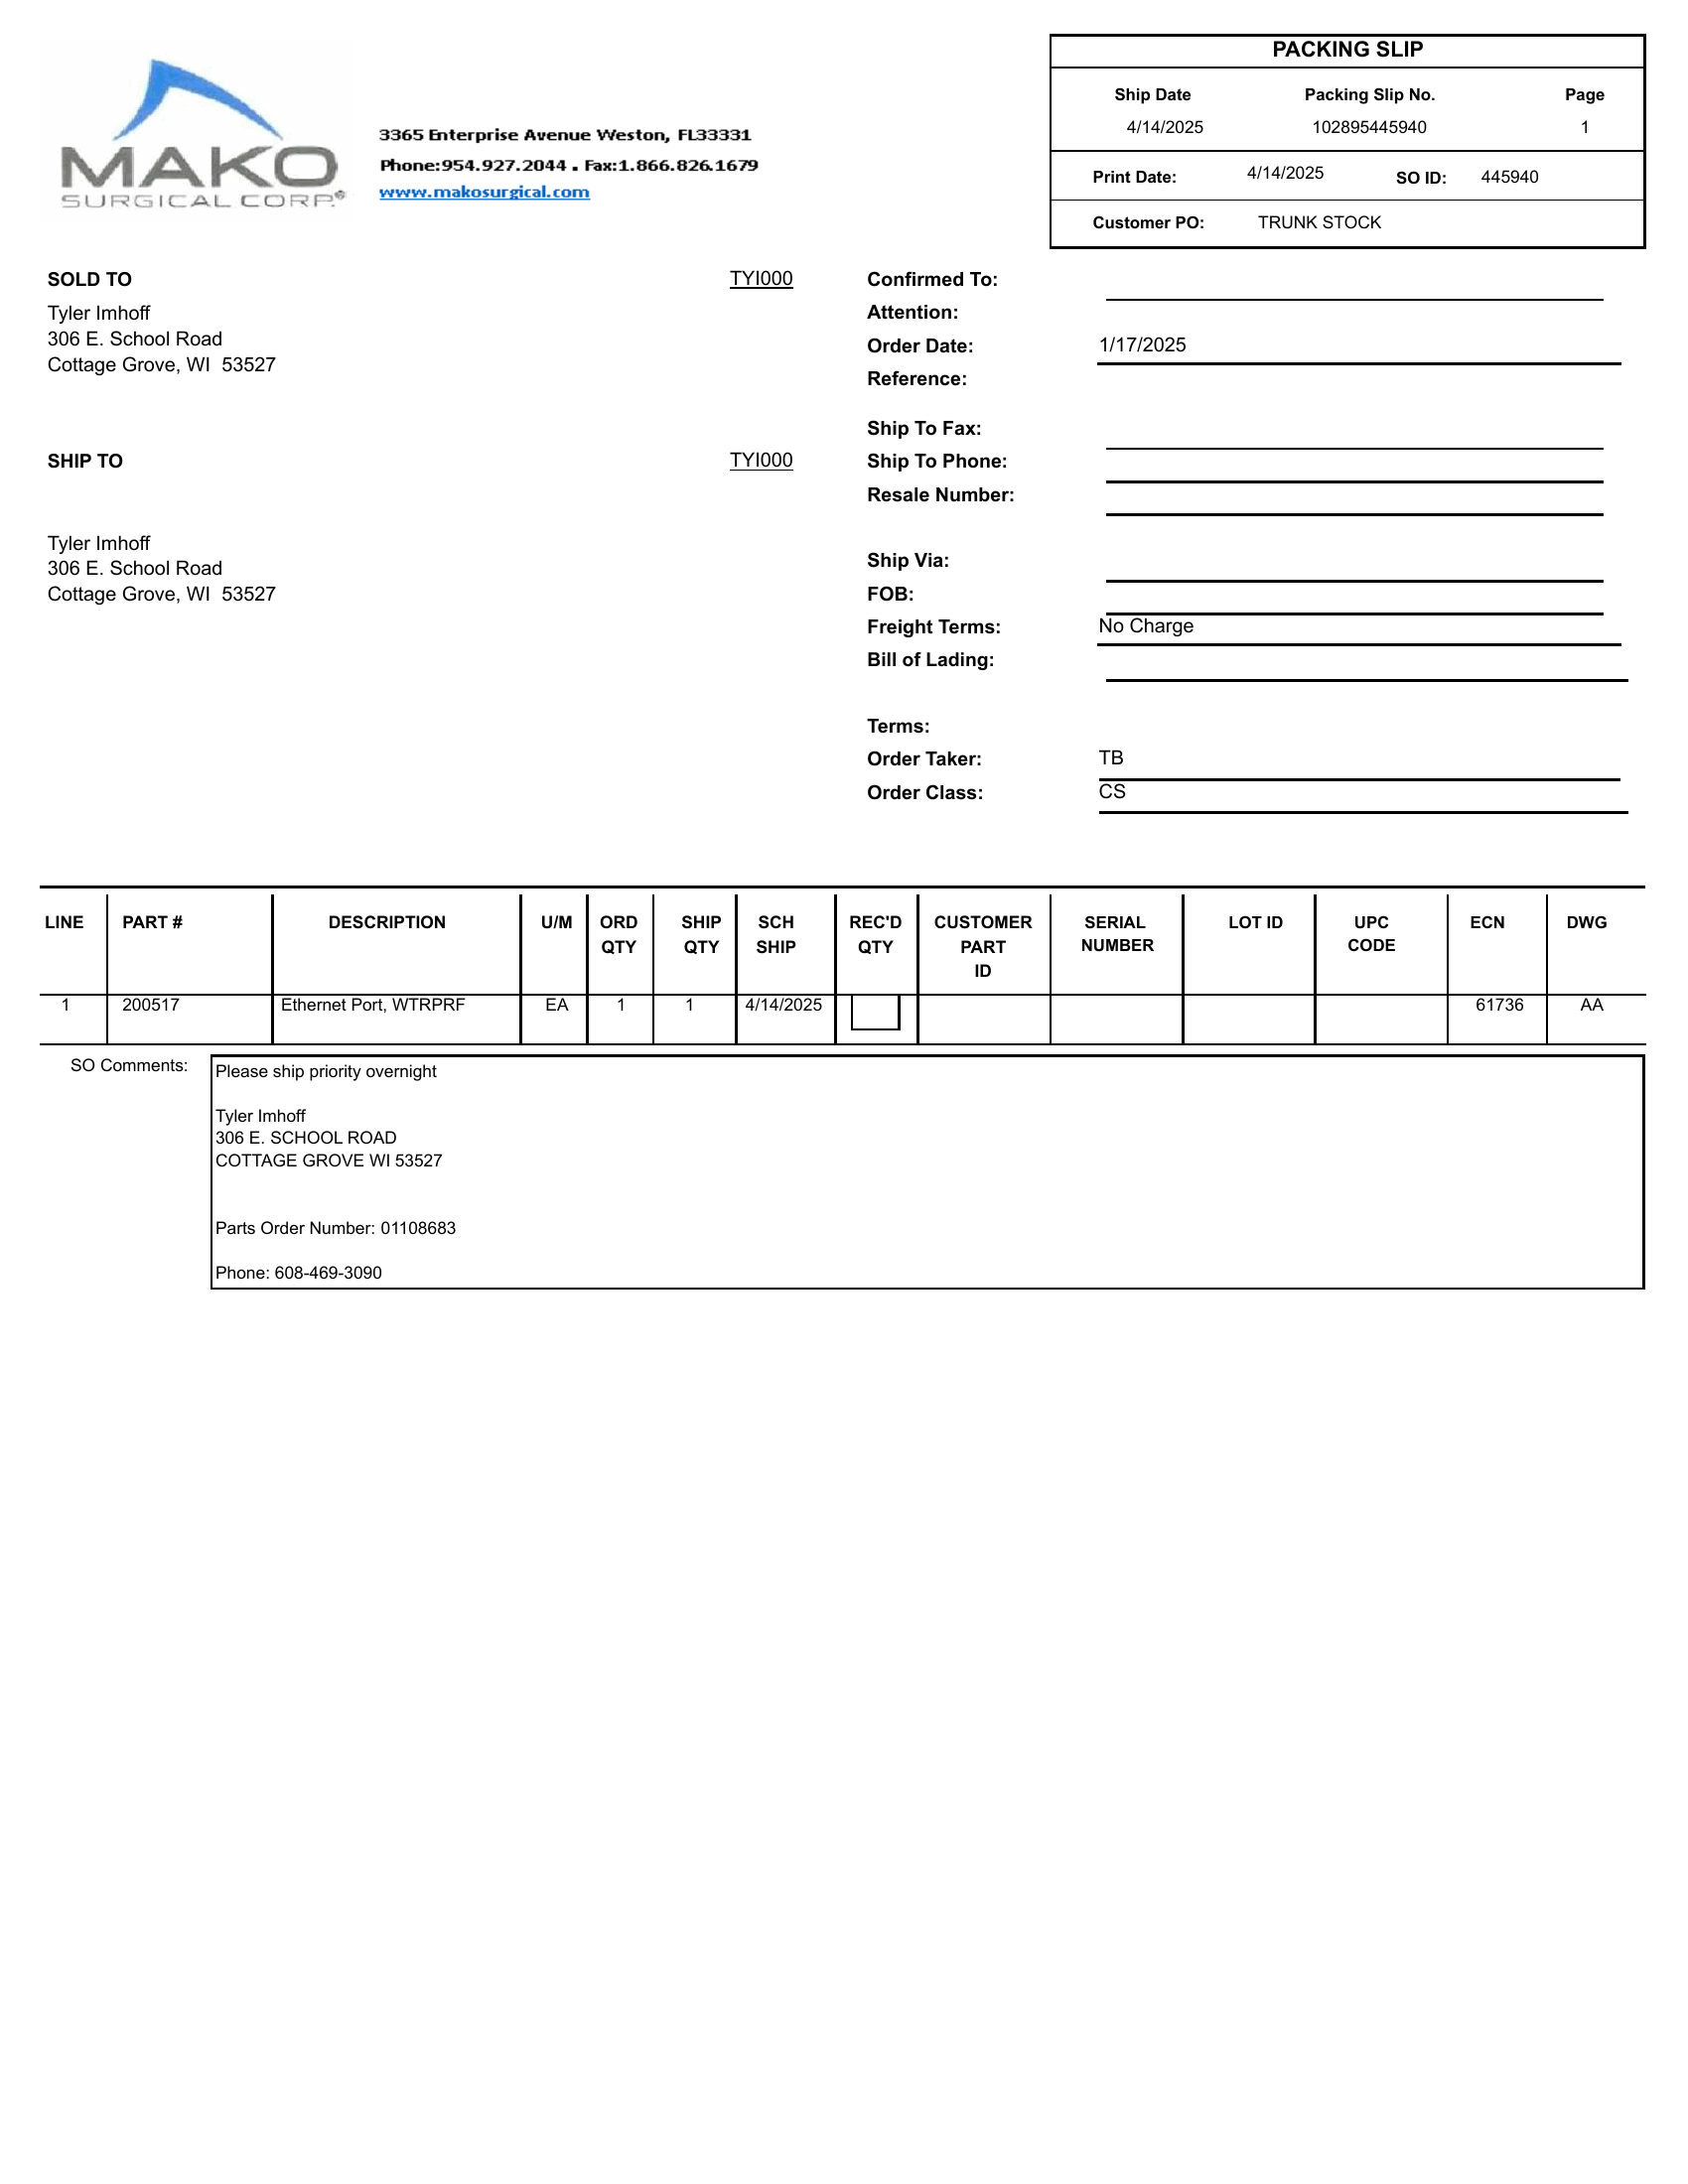 MAKO
SURGICAL CORP.®
3365 Enterprise Avenue Weston, FL33331
Phone:954.927.2044 • Fax:1.866.826.1679
www.makosurgical.com
PACKING SLIP
Ship Date Packing Slip No. Page
4/14/2025 102895445940 1
Print Date: 4/14/2025 SO ID: 445940
Customer PO: TRUNK STOCK
SOLD TO TYI000
Tyler Imhoff
306 E. School Road
Cottage Grove, WI 53527
SHIP TO TYI000
Tyler Imhoff
306 E. School Road
Cottage Grove, WI 53527
Confirmed To:
Attention:
Order Date: 1/17/2025
Reference:
Ship To Fax:
Ship To Phone:
Resale Number:
Ship Via:
FOB:
Freight Terms: No Charge
Bill of Lading:
Terms:
Order Taker: TB
Order Class: CS
LINE PART # DESCRIPTION U/M ORD QTY SHIP QTY SCH SHIP REC'D QTY CUSTOMER PART ID SERIAL NUMBER LOT ID UPC CODE ECN DWG
1 200517 Ethernet Port, WTRPRF EA 1 1 4/14/2025 61736 AA
SO Comments: Please ship priority overnight
Tyler Imhoff
306 E. SCHOOL ROAD
COTTAGE GROVE WI 53527
Parts Order Number: 01108683
Phone: 608-469-3090